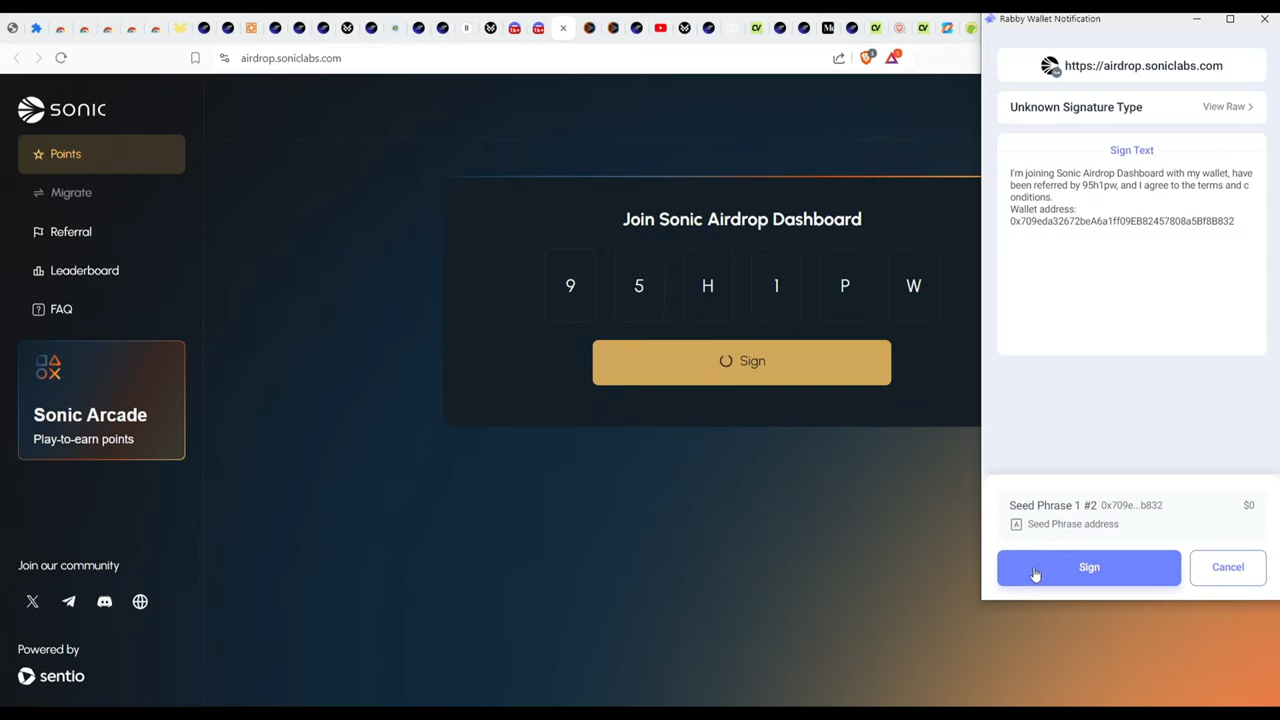 airdrop.soniclabs.com
SONIC
Points
Migrate
Referral
Leaderboard
FAQ
Sonic Arcade
Play-to-earn points
Join our community
Powered by
sentio
Join Sonic Airdrop Dashboard
9 5 H 1 P W
Sign
Rabby Wallet Notification
https://airdrop.soniclabs.com
Unknown Signature Type
View Raw
Sign Text
I'm joining Sonic Airdrop Dashboard with my wallet, have
been referred by 95h1pw, and I agree to the terms and c
onditions.
Wallet address:
0x709eda32672beA6a1ff09EB82457808a5Bf8B832
Seed Phrase 1 #2 0x709e...b832 $0
Seed Phrase address
Sign
Cancel